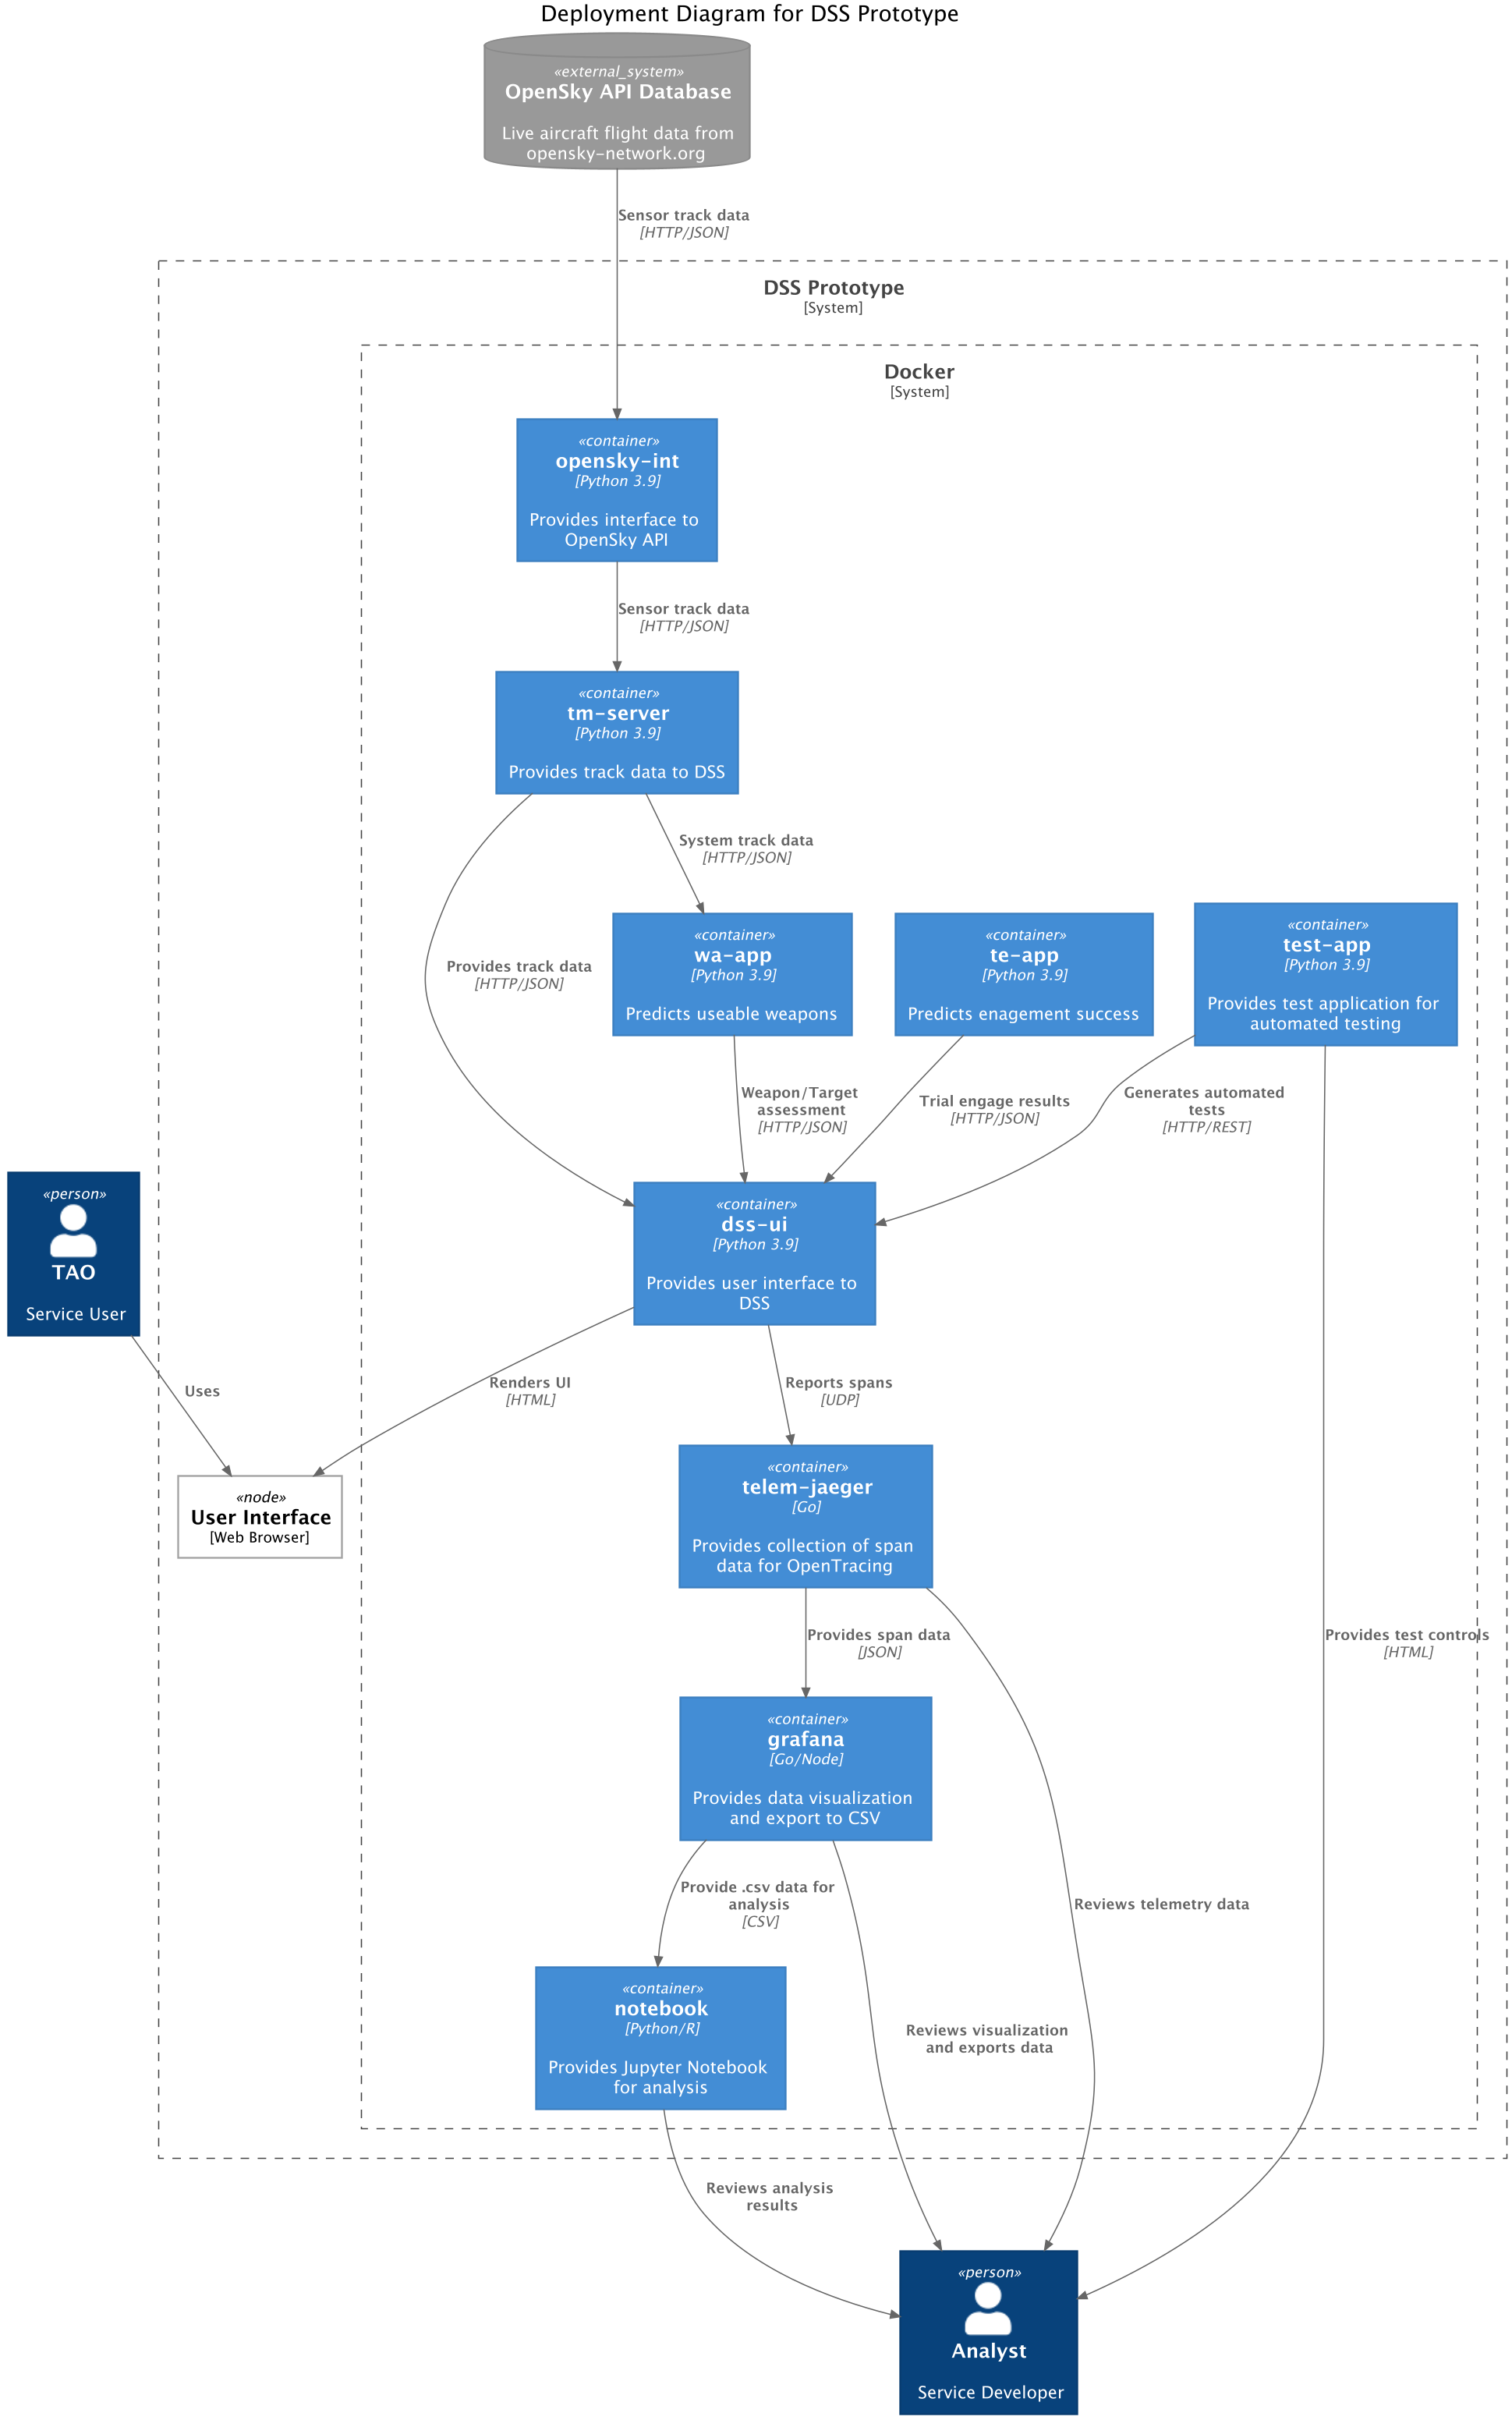 Deployment Diagram for DSS Prototype
«external_system»
OpenSky API Database
Live aircraft flight data from
opensky-network.org
Sensor track data
[HTTP/JSON]
DSS Prototype
[System]
Docker
[System]
«container»
opensky-int
[Python 3.9]
Provides interface to
OpenSky API
Sensor track data
[HTTP/JSON]
«container»
tm-server
[Python 3.9]
Provides track data to DSS
System track data
[HTTP/JSON]
Provides track data
[HTTP/JSON]
«container»
wa-app
[Python 3.9]
Predicts useable weapons
«container»
te-app
[Python 3.9]
Predicts enagement success
«container»
test-app
[Python 3.9]
Provides test application for
automated testing
Weapon/Target
assessment
[HTTP/JSON]
Trial engage results
[HTTP/JSON]
Generates automated
tests
[HTTP/REST]
«person»
TAO
Service User
«container»
dss-ui
[Python 3.9]
Provides user interface to
DSS
Uses
Renders UI
[HTML]
Reports spans
[UDP]
«node»
User Interface
[Web Browser]
«container»
telem-jaeger
[Go]
Provides collection of span
data for OpenTracing
Provides span data
[JSON]
Provides test controls
[HTML]
«container»
grafana
[Go/Node]
Provides data visualization
and export to CSV
Provide .csv data for
analysis
[CSV]
Reviews telemetry data
«container»
notebook
[Python/R]
Provides Jupyter Notebook
for analysis
Reviews visualization
and exports data
Reviews analysis
results
«person»
Analyst
Service Developer